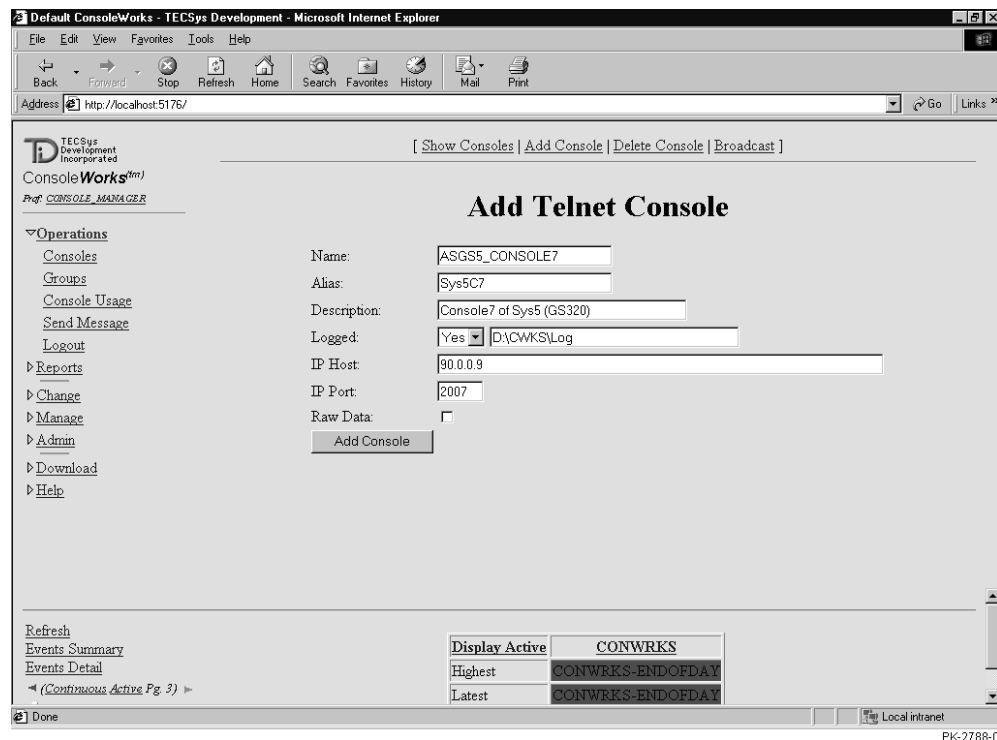 Default ConsoleWorks - TECSys Development - Microsoft Internet Explorer
File Edit View Favorites Tools Help
Back Forward Stop Refresh Home Search Favorites History Mail Print
Address http://localhost:5176/ Go Links »
TECSys
Development
Incorporated
ConsoleWorks(tm)
Prof: CONSOLE_MANAGER
Operations
Consoles
Groups
Console Usage
Send Message
Logout
Reports
Change
Manage
Admin
Download
Help
[ Show Consoles | Add Console | Delete Console | Broadcast ]
Add Telnet Console
Name: ASGS5_CONSOLE7
Alias: Sys5C7
Description: Console7 of Sys5 (GS320)
Logged: Yes D:\CWKS\Log
IP Host: 90.0.0.9
IP Port: 2007
Raw Data:
Add Console
Refresh
Events Summary
Events Detail
(Continuous Active Pg. 3)
Display Active CONWRKS
Highest CONWRKS-ENDOFDAY
Latest CONWRKS-ENDOFDAY
Done Local intranet
PK-2788-0